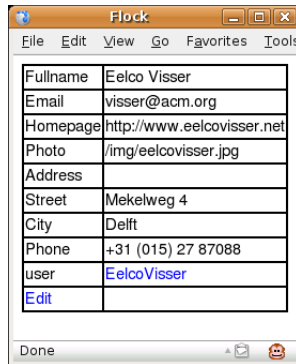 Flock
File Edit View Go Favorites Tools
Fullname Eelco Visser
Email visser@acm.org
Homepage http://www.eelcovisser.net
Photo /img/eelcovisser.jpg
Address
Street Mekelweg 4
City Delft
Phone +31 (015) 27 87088
user EelcoVisser
Edit
Done